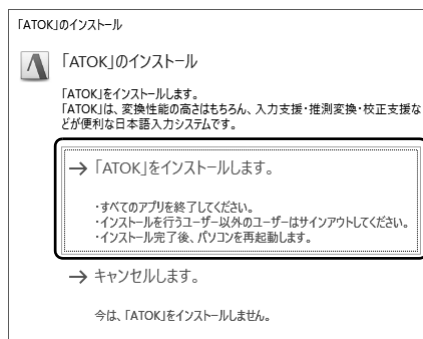 「ATOK」のインストール
「ATOK」のインストール
「ATOK」をインストールします。
「ATOK」は、変換性能の高さはもちろん、入力支援・推測変換・校正支援な
どが便利な日本語入力システムです。
→ 「ATOK」をインストールします。
・すべてのアプリを終了してください。
・インストールを行うユーザー以外のユーザーはサインアウトしてください。
・インストール完了後、パソコンを再起動します。
→ キャンセルします。
今は、「ATOK」をインストールしません。